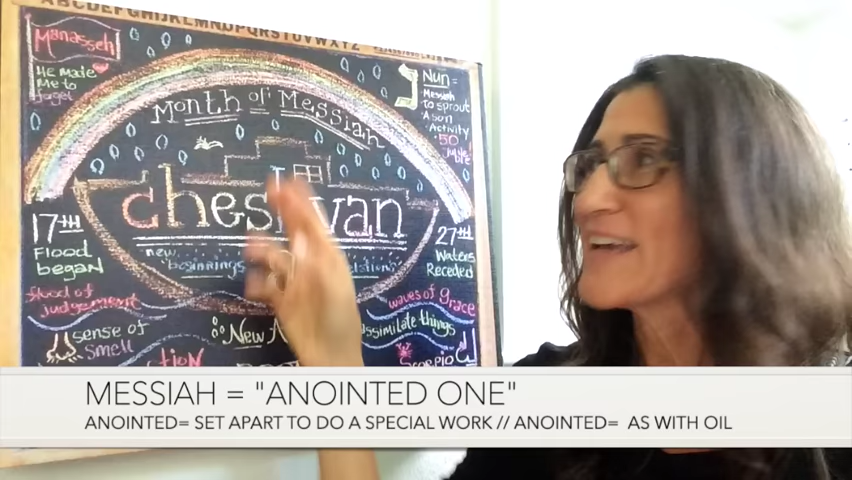 ABCDEFGHIJKLMNOPQRSTUVWXYZ
Manasseh
He made
me to
forget
Month of Messiah
Nun =
Messiah
to sprout
A son
Activity
50
Jubilee
Cheshvan
17TH
Flood
began
new
beginnings
27TH
Waters
Receded
flood of
judgement
waves of grace
sense of
smell
New
assimilate things
Scorpio
MESSIAH = "ANOINTED ONE"
ANOINTED= SET APART TO DO A SPECIAL WORK // ANOINTED= AS WITH OIL